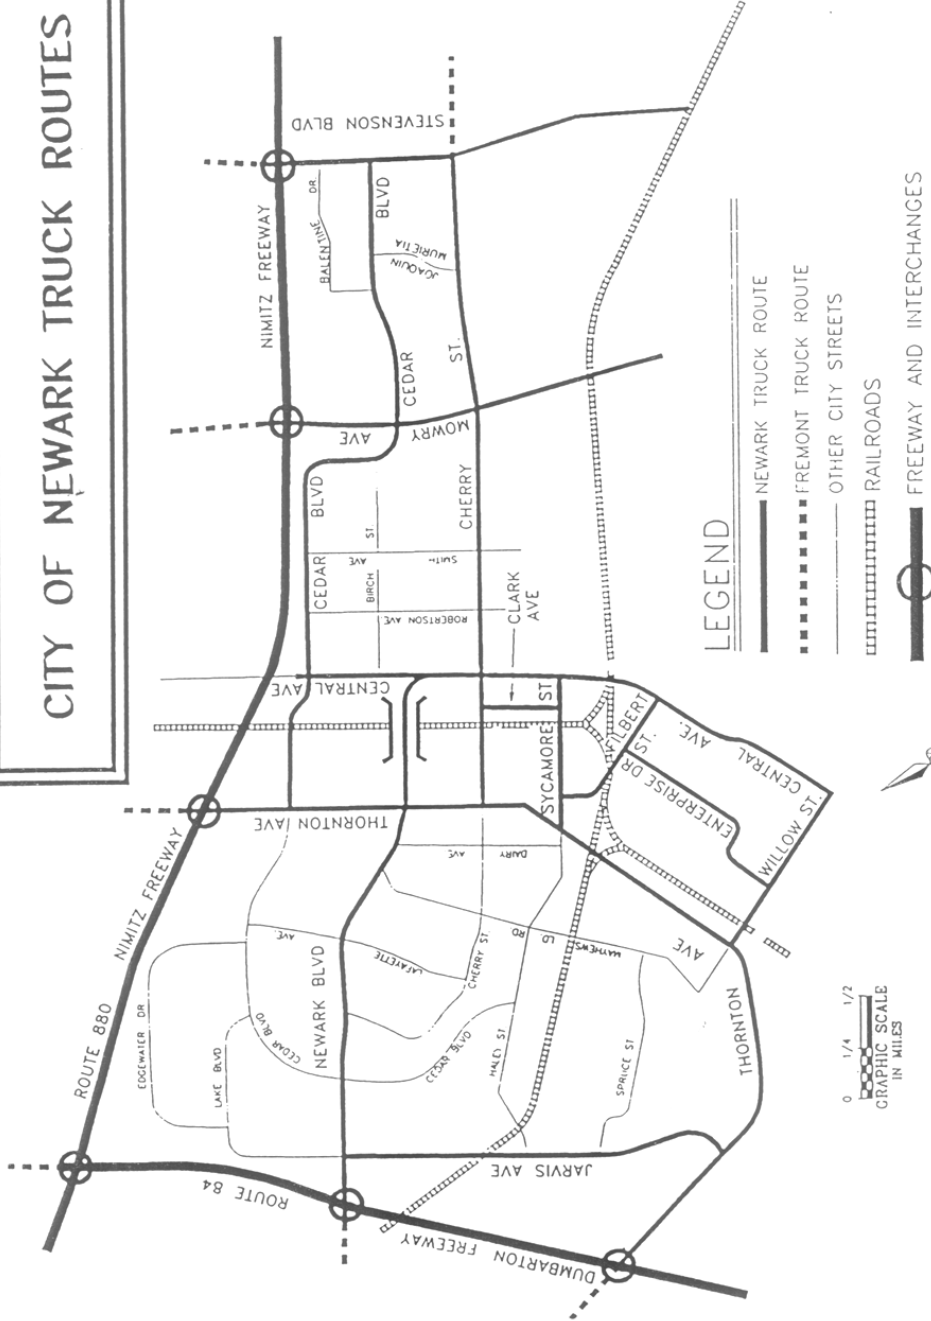 CITY OF NEWARK TRUCK ROUTES
STEVENSON BLVD
NIMITZ FREEWAY
BALENTINE DR.
BLVD
JOAQUIN
MURIETIA
CEDAR
ST.
MOWRY
AVE
CEDAR
BLVD
CHERRY
BIRCH
ST.
SMITH
AVE
ROBERTSON AVE
CLARK
AVE
CENTRAL AVE
SYCAMORE
ST
FILBERT
ST.
CENTRAL
AVE.
ENTERPRISE DR
WILLOW ST.
THORNTON AVE
NIMITZ FREEWAY
DAIRY
AVE
LAFAYETTE
AVE.
CHERRY ST.
RD
G
MAYHEWS
AVE
THORNTON
NEWARK BLVD
CEDAR BLVD
CEDAR BLVD
HALEY ST
SPRUCE ST
EDGEWATER DR
LAKE BLVD
ROUTE 880
JARVIS AVE
ROUTE 84
DUMBARTON FREEWAY
LEGEND
NEWARK TRUCK ROUTE
FREMONT TRUCK ROUTE
OTHER CITY STREETS
RAILROADS
FREEWAY AND INTERCHANGES
0 1/4 1/2
GRAPHIC SCALE
IN MILES